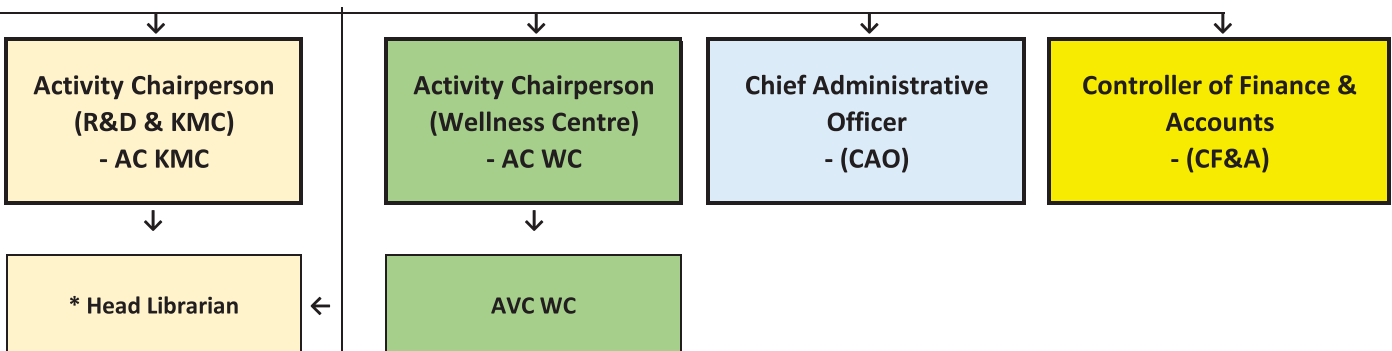 Activity Chairperson
(R&D & KMC)
- AC KMC
Activity Chairperson
(Wellness Centre)
- AC WC
Chief Administrative
Officer
- (CAO)
Controller of Finance &
Accounts
- (CF&A)
* Head Librarian
AVC WC